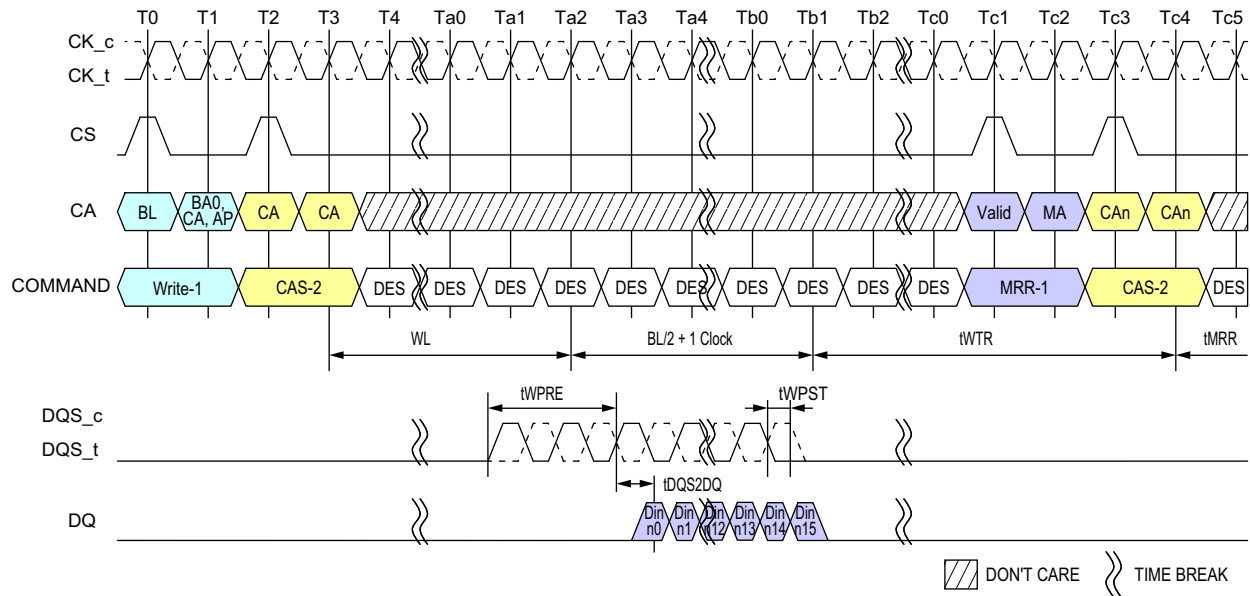 T0 T1 T2 T3 T4 Ta0 Ta1 Ta2 Ta3 Ta4 Tb0 Tb1 Tb2 Tc0 Tc1 Tc2 Tc3 Tc4 Tc5
CK_c
CK_t
CS
CA BL BA0, CA, AP CA CA Valid MA CAn CAn
COMMAND Write-1 CAS-2 DES DES DES DES DES DES DES DES DES DES MRR-1 CAS-2 DES
WL BL/2 + 1 Clock tWTR tMRR
tWPRE tWPST
DQS_c
DQS_t
tDQS2DQ
DQ Din n0 Din n1 Din n12 Din n13 Din n14 Din n15
DON'T CARE TIME BREAK